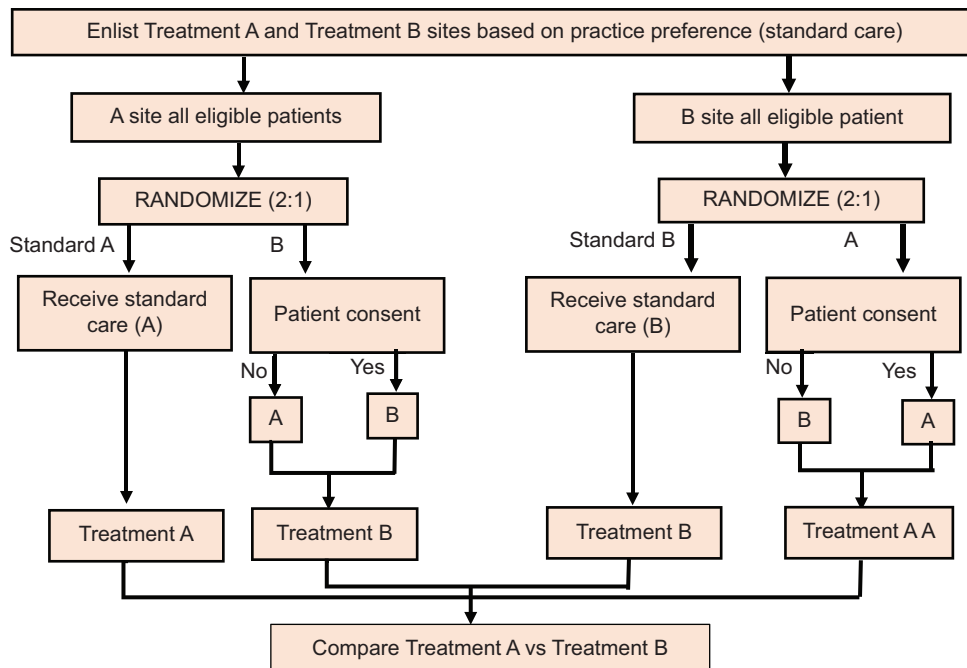 Enlist Treatment A and Treatment B sites based on practice preference (standard care)
A site all eligible patients
B site all eligible patient
RANDOMIZE (2:1)
RANDOMIZE (2:1)
Standard A
B
Standard B
A
Receive standard
care (A)
Patient consent
Receive standard
care (B)
Patient consent
No
Yes
No
Yes
A
B
B
A
Treatment A
Treatment B
Treatment B
Treatment A A
Compare Treatment A vs Treatment B